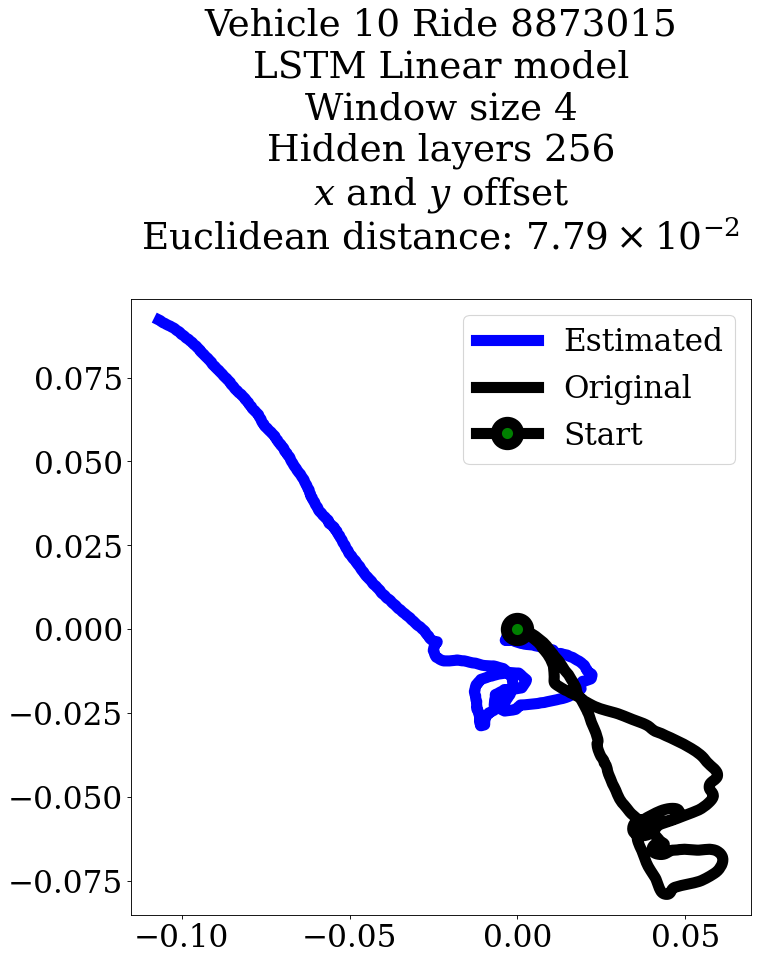 Vehicle 10 Ride 8873015
LSTM Linear model
Window size 4
Hidden layers 256
x and y offset
Euclidean distance: 7.79 × 10⁻²
Estimated
Original
Start
0.075
0.050
0.025
0.000
−0.025
−0.050
−0.075
−0.10
−0.05
0.00
0.05